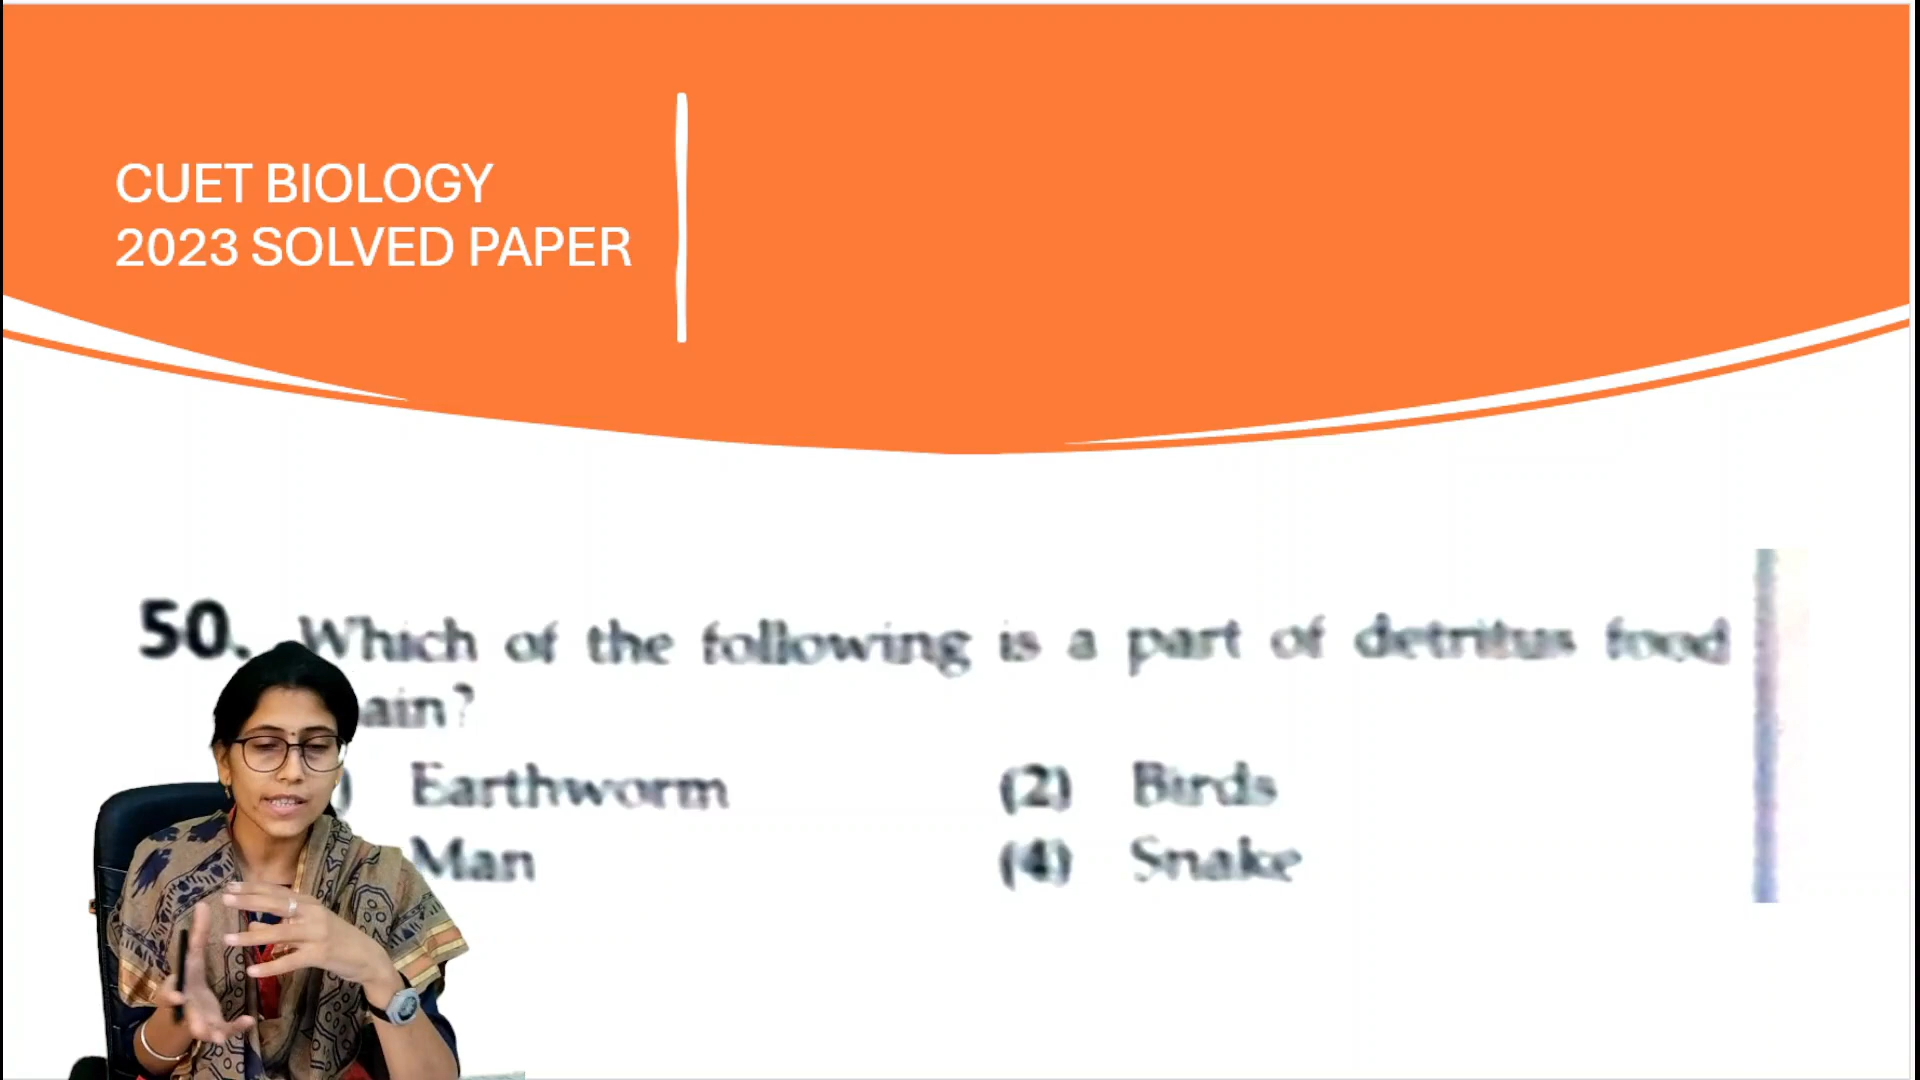 CUET BIOLOGY
2023 SOLVED PAPER
50. Which of the following is a part of detritus food
ain?
) Earthworm (2) Birds
Man (4) Snake